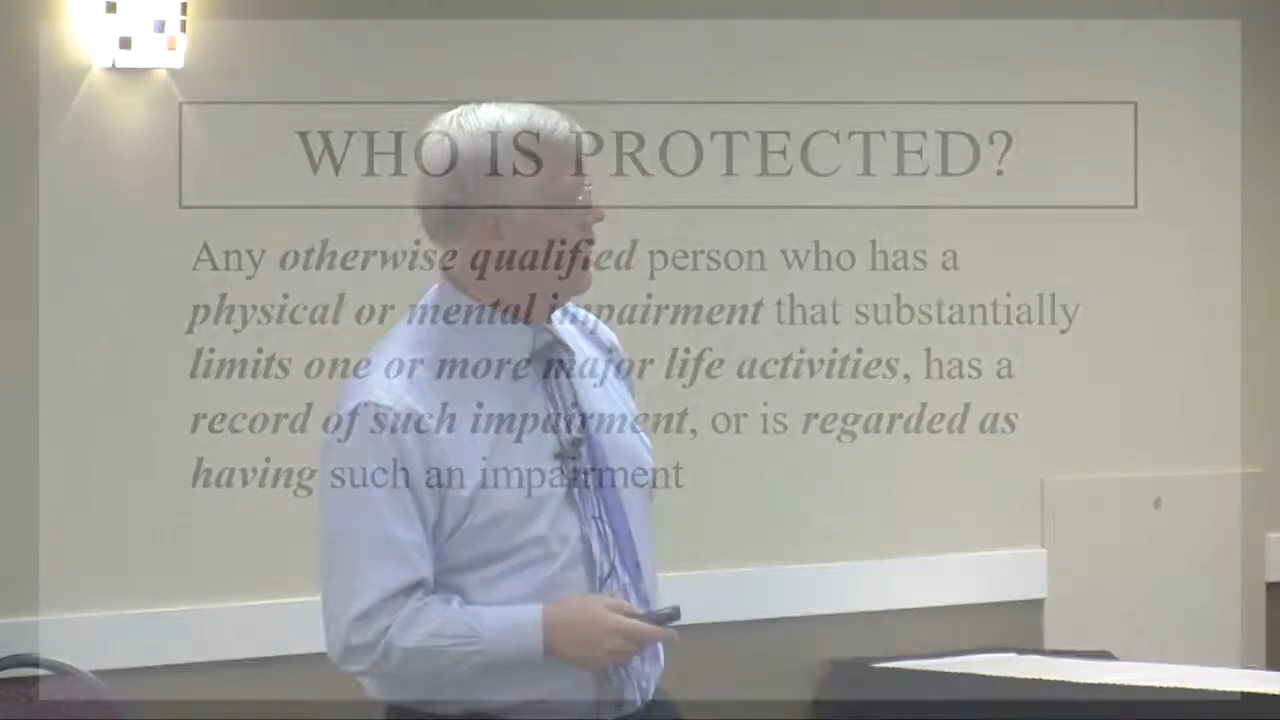 WHO IS PROTECTED?
Any otherwise qualified person who has a
physical or mental impairment that substantially
limits one or more major life activities, has a
record of such impairment, or is regarded as
having such an impairment